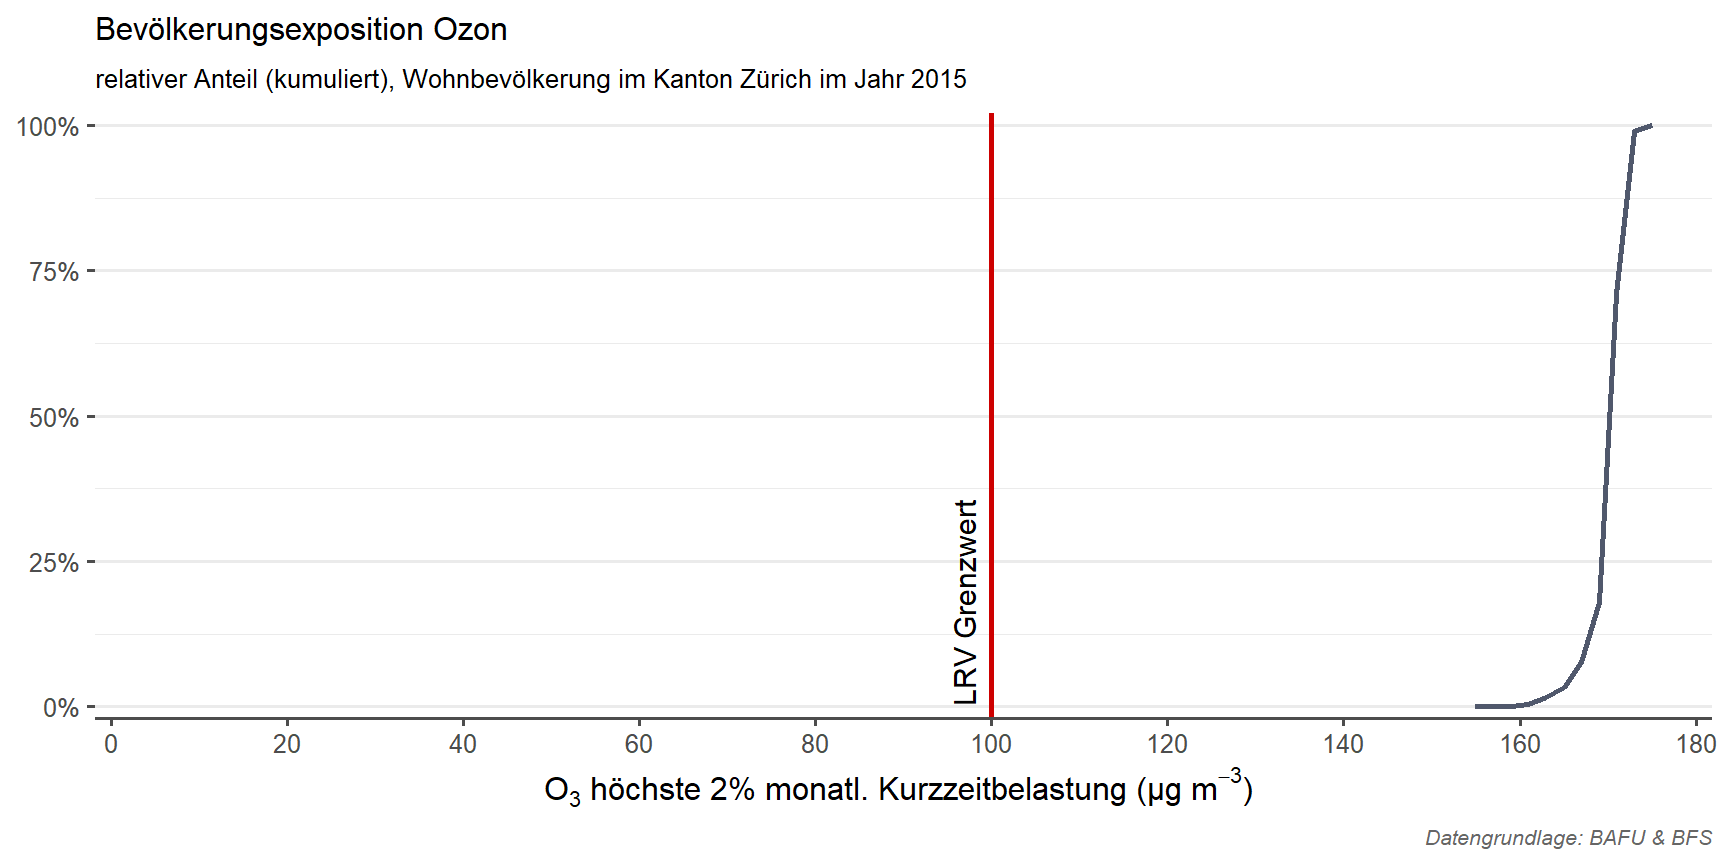 Bevölkerungsexposition Ozon
relativer Anteil (kumuliert), Wohnbevölkerung im Kanton Zürich im Jahr 2015
100%
75%
50%
25%
0%
LRV Grenzwert
0 20 40 60 80 100 120 140 160 180
O₃ höchste 2% monatl. Kurzzeitbelastung (µg m⁻³)
Datengrundlage: BAFU & BFS